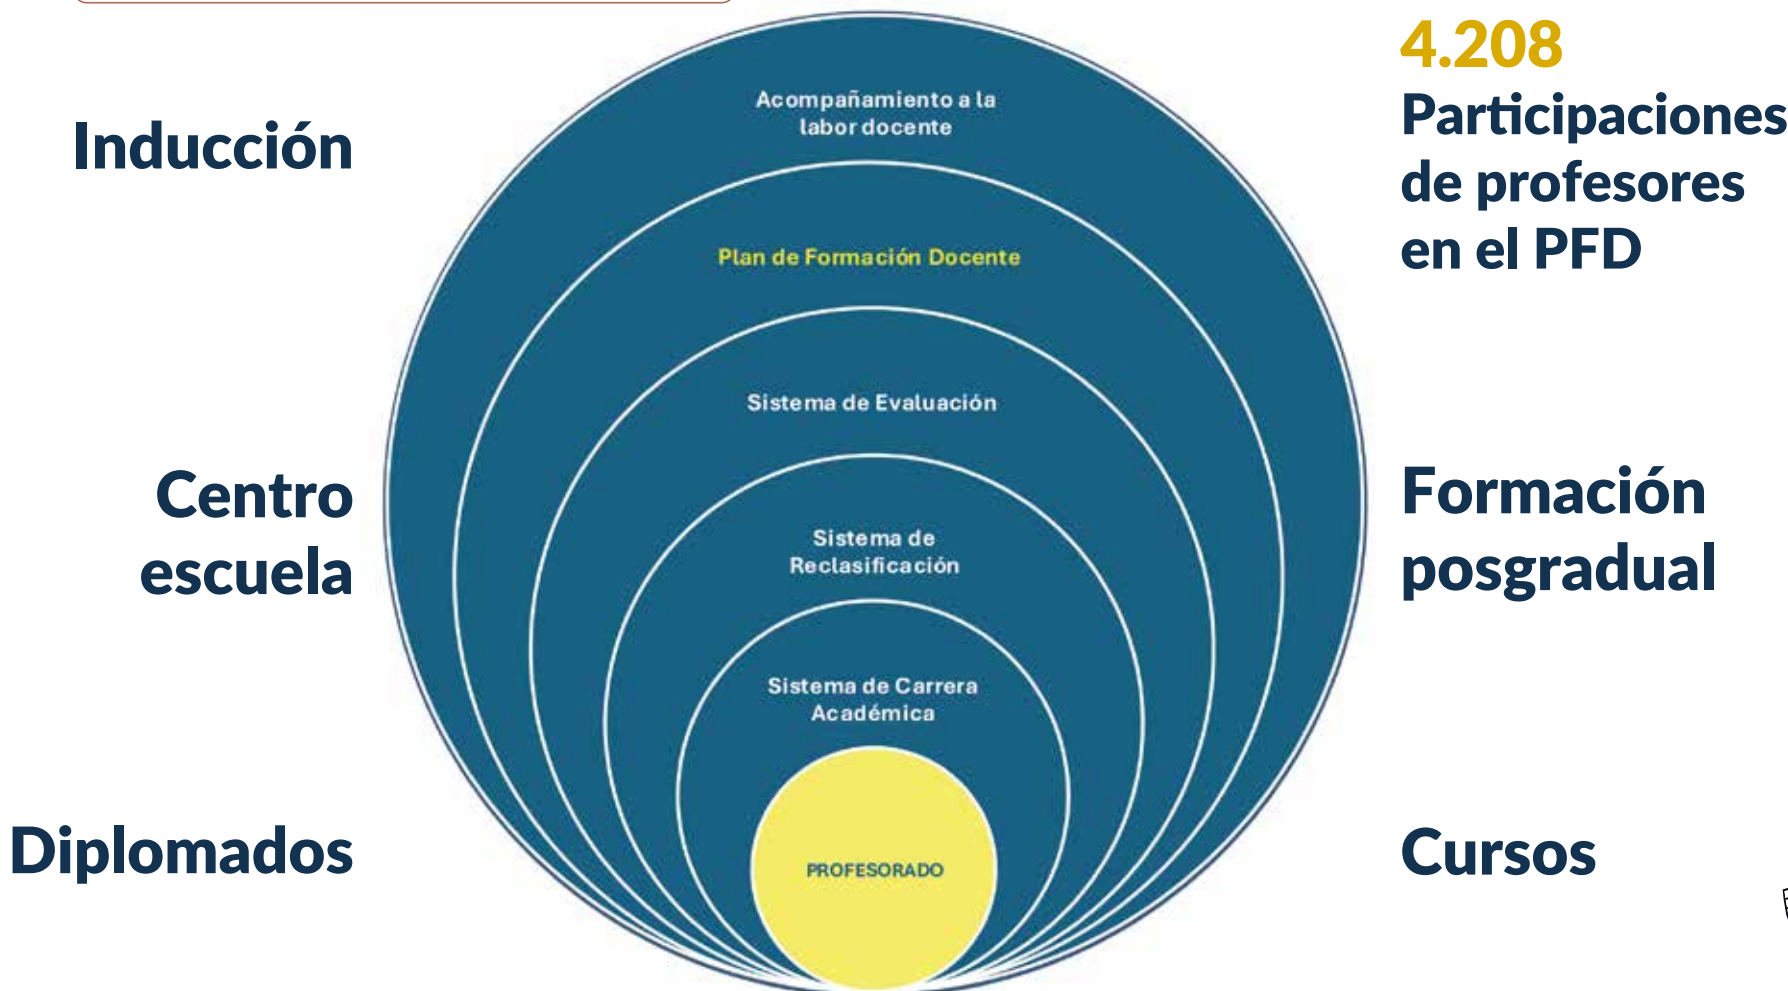 Inducción
Centro
escuela
Diplomados
Acompañamiento a la
labor docente
Plan de Formación Docente
Sistema de Evaluación
Sistema de
Reclasificación
Sistema de Carrera
Académica
PROFESORADO
4.208
Participaciones
de profesores
en el PFD
Formación
posgradual
Cursos